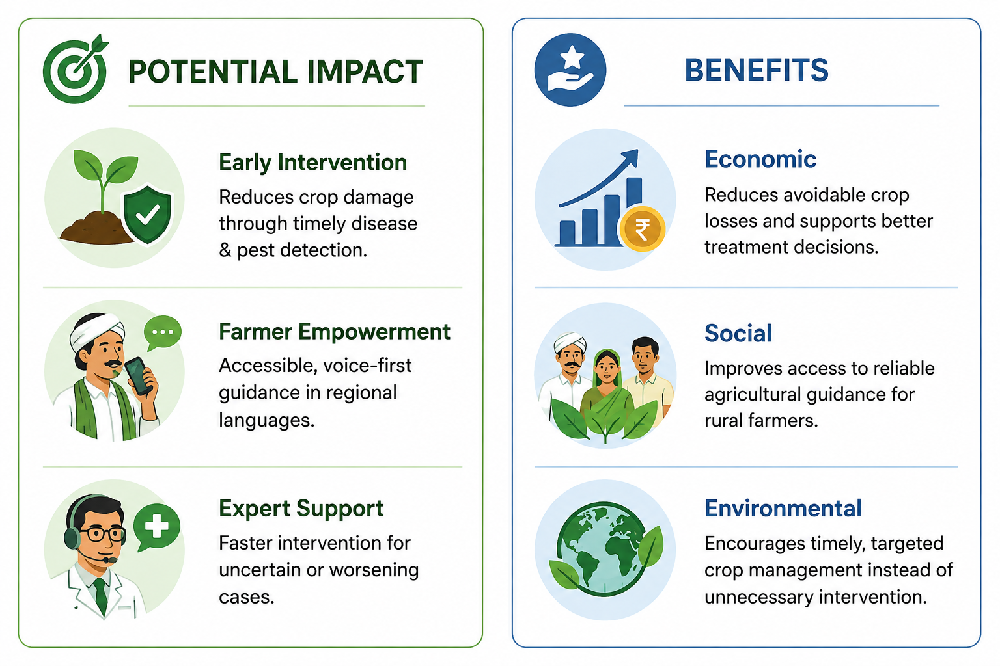 POTENTIAL IMPACT
Early Intervention
Reduces crop damage
through timely disease
& pest detection.
Farmer Empowerment
Accessible, voice-first
guidance in regional
languages.
Expert Support
Faster intervention for
uncertain or worsening
cases.
BENEFITS
Economic
Reduces avoidable crop
losses and supports better
treatment decisions.
₹
Social
Improves access to reliable
agricultural guidance for
rural farmers.
Environmental
Encourages timely, targeted
crop management instead of
unnecessary intervention.